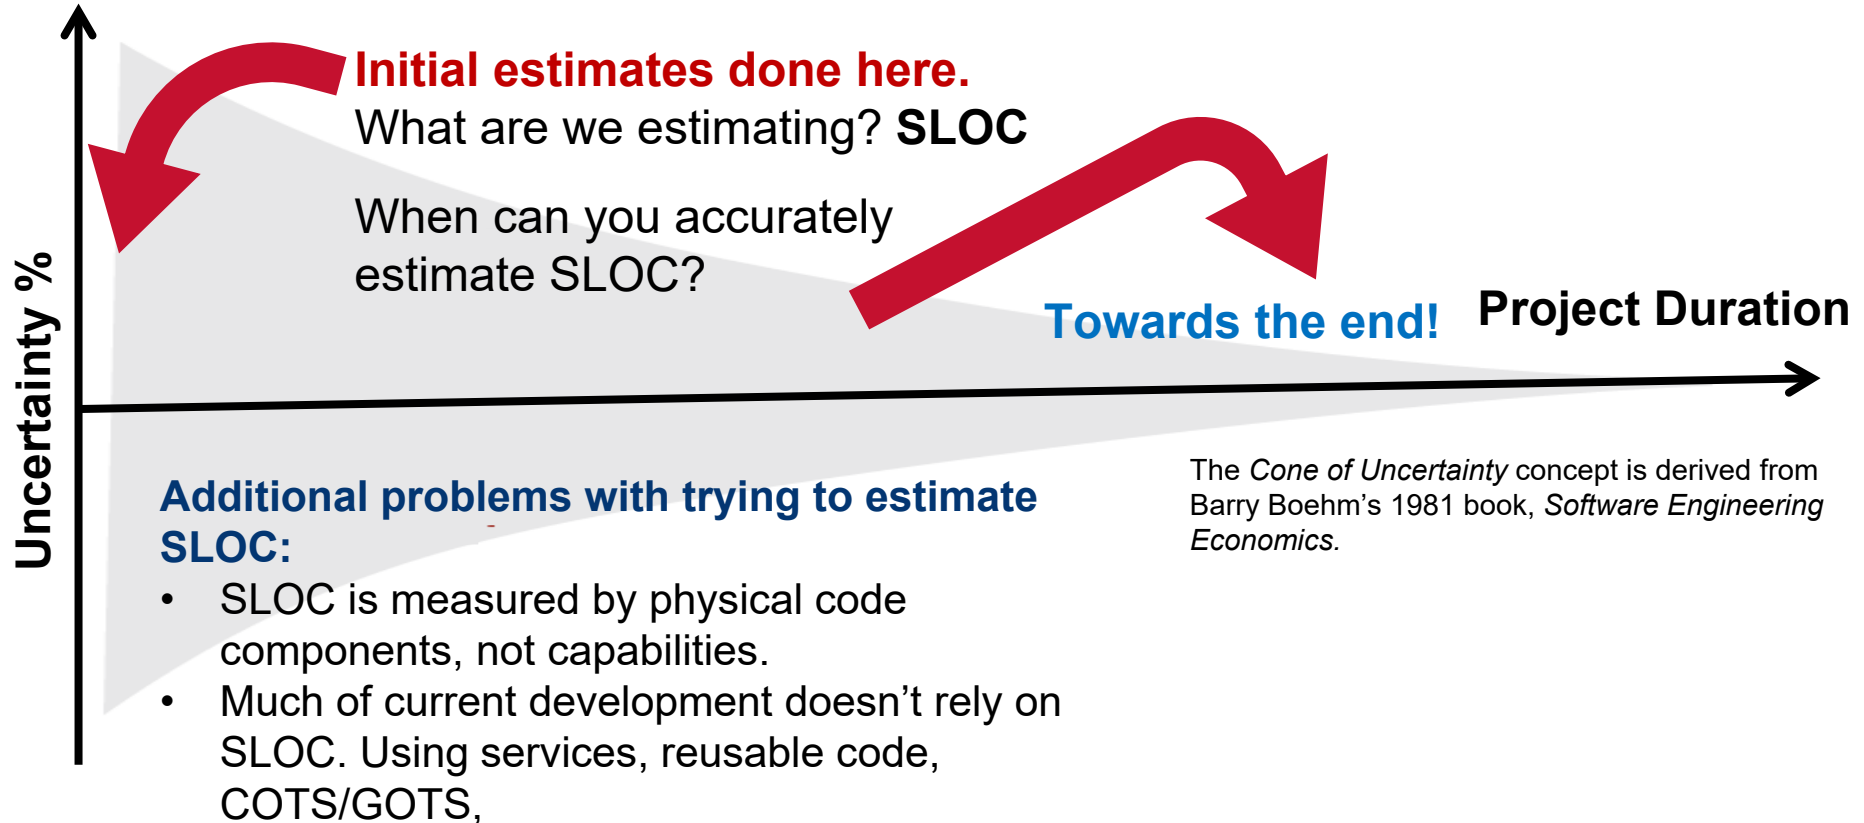 Initial estimates done here.
What are we estimating? SLOC
When can you accurately
estimate SLOC?
Towards the end!
Project Duration
Uncertainty %
The Cone of Uncertainty concept is derived from
Barry Boehm’s 1981 book, Software Engineering
Economics.
Additional problems with trying to estimate
SLOC:
• SLOC is measured by physical code
components, not capabilities.
• Much of current development doesn’t rely on
SLOC. Using services, reusable code,
COTS/GOTS,